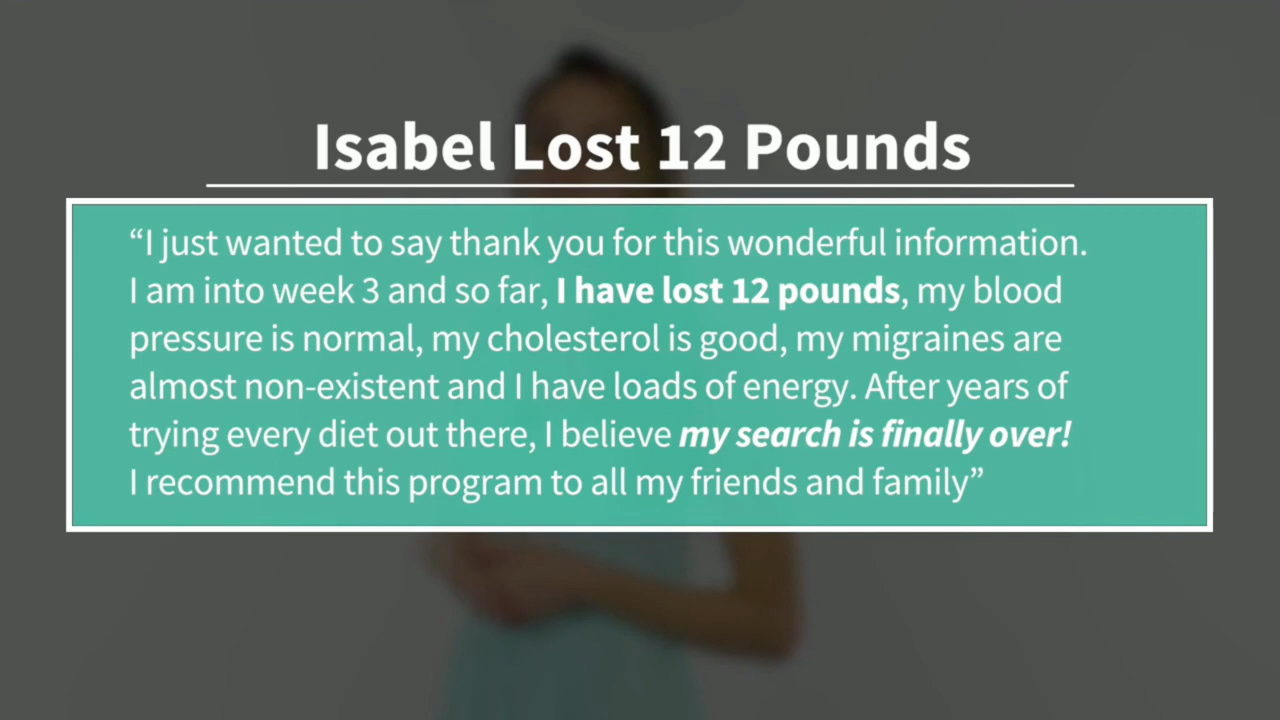 Isabel Lost 12 Pounds
“I just wanted to say thank you for this wonderful information.
I am into week 3 and so far, I have lost 12 pounds, my blood
pressure is normal, my cholesterol is good, my migraines are
almost non-existent and I have loads of energy. After years of
trying every diet out there, I believe my search is finally over!
I recommend this program to all my friends and family”